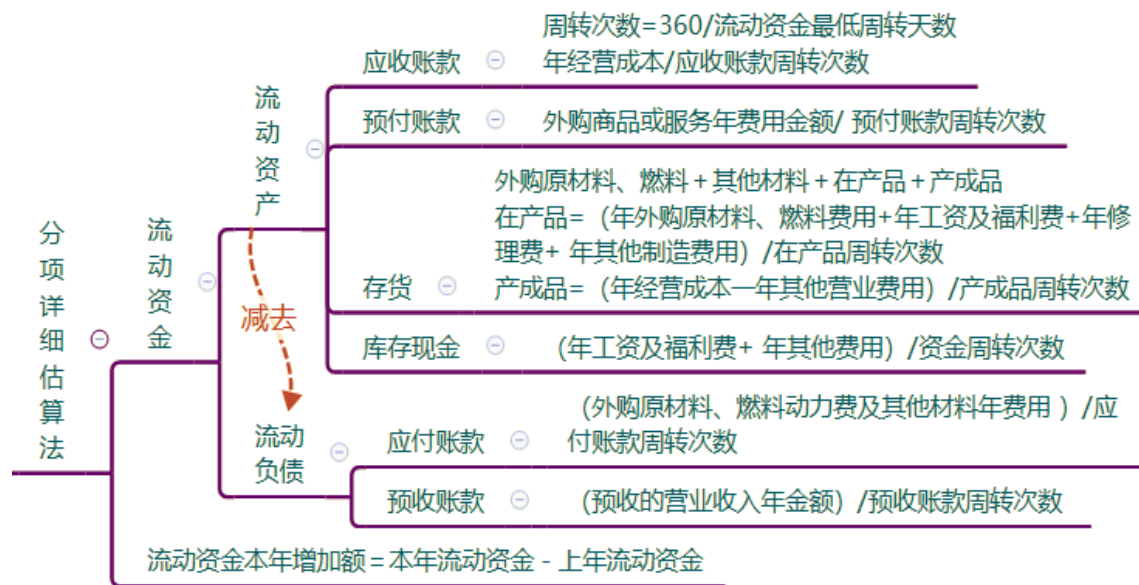 分项详细估算法
流动资金
流动资产
应收账款
周转次数=360/流动资金最低周转天数
年经营成本/应收账款周转次数
预付账款
外购商品或服务年费用金额/ 预付账款周转次数
存货
外购原材料、燃料+其他材料+在产品+产成品
在产品=（年外购原材料、燃料费用+年工资及福利费+年修
理费+ 年其他制造费用）/在产品周转次数
产成品=（年经营成本一年其他营业费用）/产成品周转次数
库存现金
（年工资及福利费+ 年其他费用）/资金周转次数
减去
流动
负债
应付账款
（外购原材料、燃料动力费及其他材料年费用 ）/应
付账款周转次数
预收账款
（预收的营业收入年金额）/预收账款周转次数
流动资金本年增加额=本年流动资金 - 上年流动资金